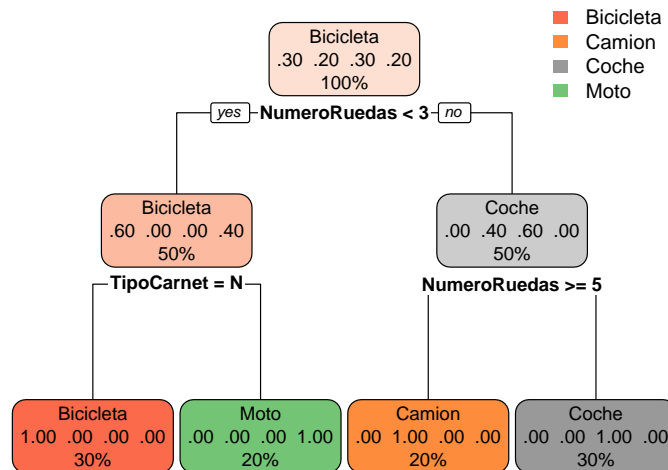 Bicicleta
Camion
Coche
Moto
Bicicleta
.30 .20 .30 .20
100%
yes NumeroRuedas < 3 no
Bicicleta
.60 .00 .00 .40
50%
Coche
.00 .40 .60 .00
50%
TipoCarnet = N
NumeroRuedas >= 5
Bicicleta
1.00 .00 .00 .00
30%
Moto
.00 .00 .00 1.00
20%
Camion
.00 1.00 .00 .00
20%
Coche
.00 .00 1.00 .00
30%